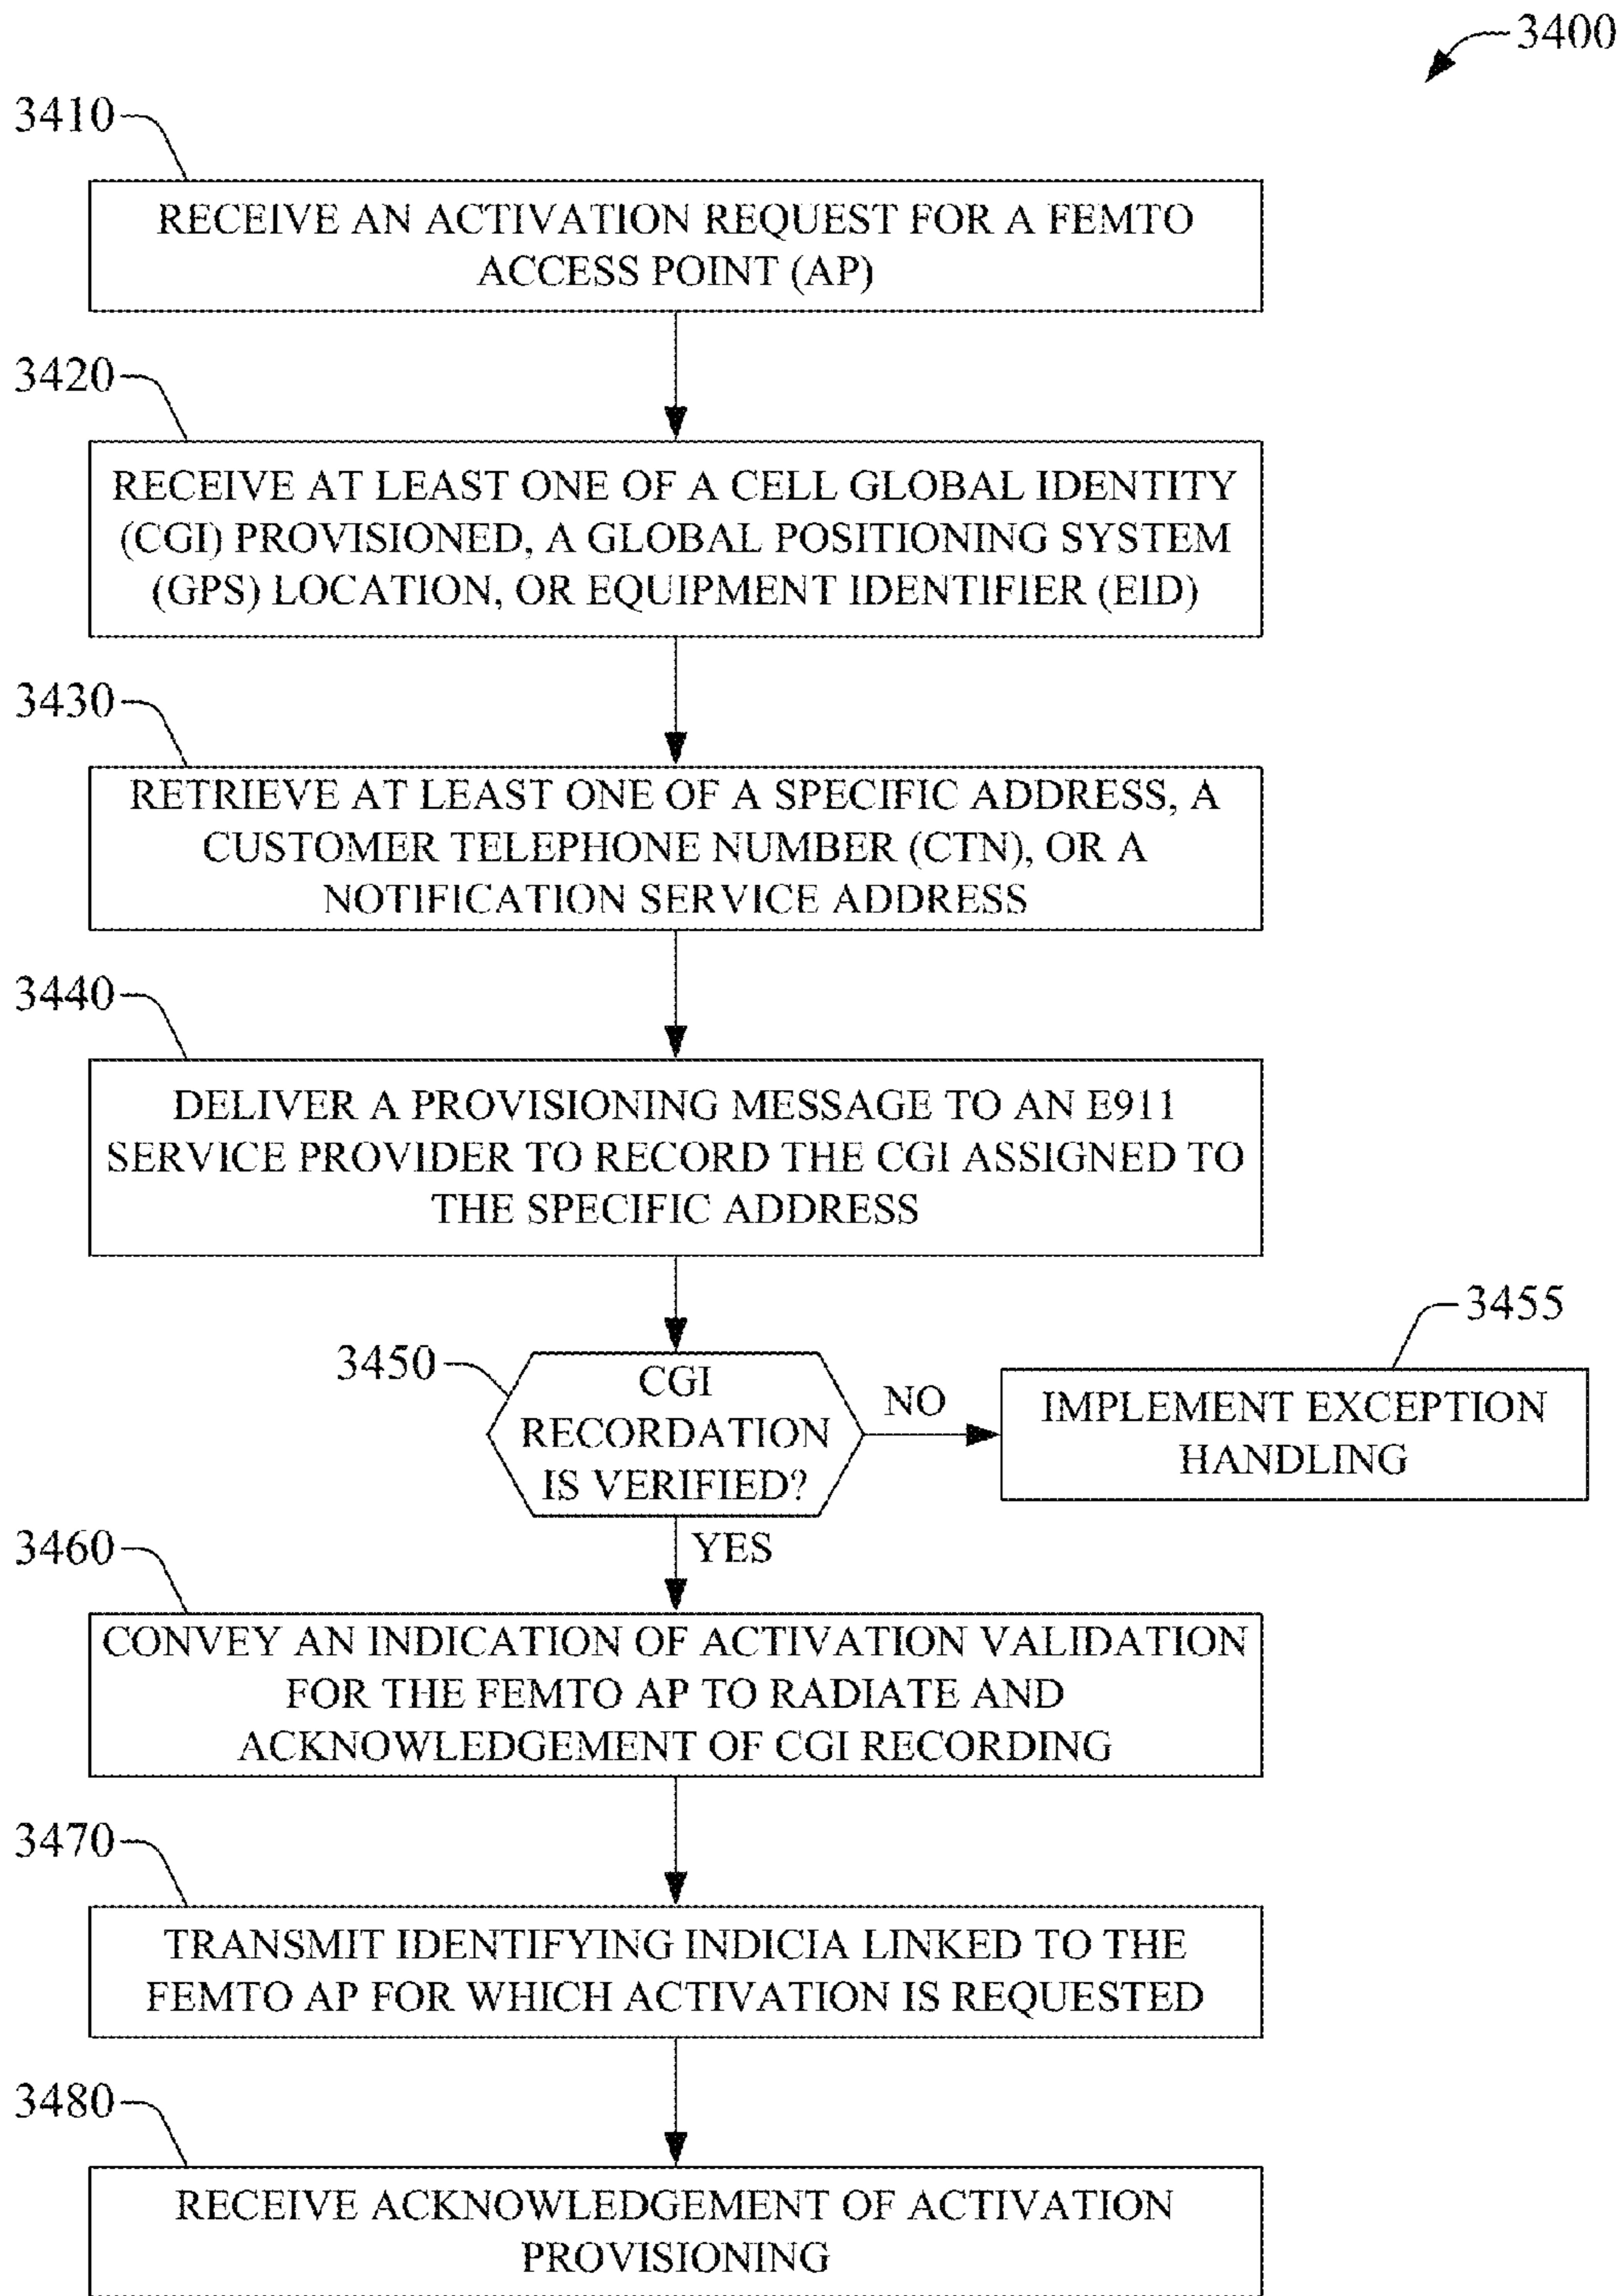 3400
3410
RECEIVE AN ACTIVATION REQUEST FOR A FEMTO
ACCESS POINT (AP)
3420
RECEIVE AT LEAST ONE OF A CELL GLOBAL IDENTITY
(CGI) PROVISIONED, A GLOBAL POSITIONING SYSTEM
(GPS) LOCATION, OR EQUIPMENT IDENTIFIER (EID)
3430
RETRIEVE AT LEAST ONE OF A SPECIFIC ADDRESS, A
CUSTOMER TELEPHONE NUMBER (CTN), OR A
NOTIFICATION SERVICE ADDRESS
3440
DELIVER A PROVISIONING MESSAGE TO AN E911
SERVICE PROVIDER TO RECORD THE CGI ASSIGNED TO
THE SPECIFIC ADDRESS
3450
CGI
RECORDATION
IS VERIFIED?
NO
3455
IMPLEMENT EXCEPTION
HANDLING
YES
3460
CONVEY AN INDICATION OF ACTIVATION VALIDATION
FOR THE FEMTO AP TO RADIATE AND
ACKNOWLEDGEMENT OF CGI RECORDING
3470
TRANSMIT IDENTIFYING INDICIA LINKED TO THE
FEMTO AP FOR WHICH ACTIVATION IS REQUESTED
3480
RECEIVE ACKNOWLEDGEMENT OF ACTIVATION
PROVISIONING